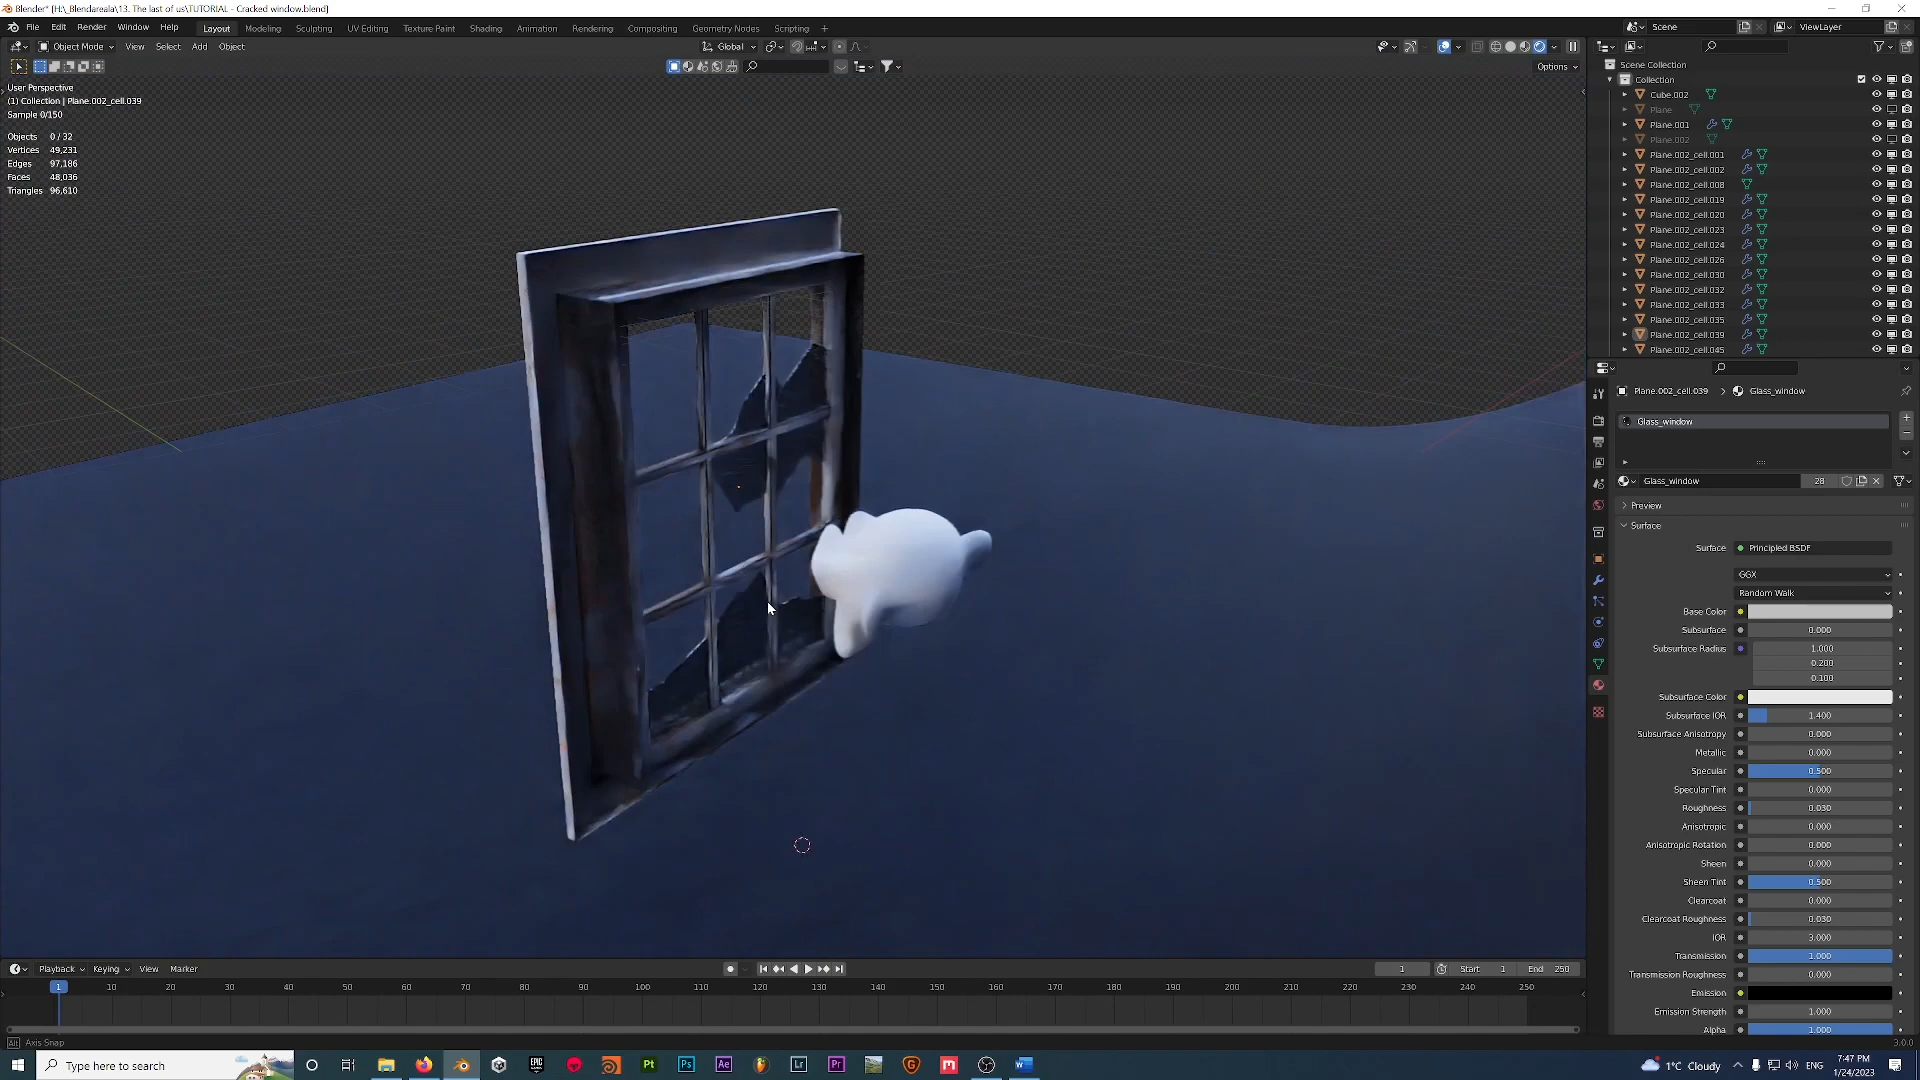 Blender* [H:\_Blendareala\13. The last of us\TUTORIAL - Cracked window.blend]
File Edit Render Window Help Layout Modeling Sculpting UV Editing Texture Paint Shading Animation Rendering Compositing Geometry Nodes Scripting + Scene ViewLayer
Object Mode View Select Add Object Global
Options
User Perspective
(1) Collection | Plane.002_cell.039
Sample 0/150
Objects 0 / 32
Vertices 49,231
Edges 97,186
Faces 48,036
Triangles 96,610
Scene Collection
Collection
Cube.002
Plane
Plane.001
Plane.002
Plane.002_cell.001
Plane.002_cell.002
Plane.002_cell.008
Plane.002_cell.019
Plane.002_cell.020
Plane.002_cell.023
Plane.002_cell.024
Plane.002_cell.026
Plane.002_cell.030
Plane.002_cell.032
Plane.002_cell.033
Plane.002_cell.035
Plane.002_cell.039
Plane.002_cell.045
Plane.002_cell.039 > Glass_window
Glass_window
Glass_window 28
Preview
Surface
Surface Principled BSDF
GGX
Random Walk
Base Color
Subsurface 0.000
Subsurface Radius 1.000
0.200
0.100
Subsurface Color
Subsurface IOR 1.400
Subsurface Anisotropy 0.000
Metallic 0.000
Specular 0.500
Specular Tint 0.000
Roughness 0.030
Anisotropic 0.000
Anisotropic Rotation 0.000
Sheen 0.000
Sheen Tint 0.500
Clearcoat 0.000
Clearcoat Roughness 0.030
IOR 3.000
Transmission 1.000
Transmission Roughness 0.000
Emission
Emission Strength 1.000
Alpha 1.000
Playback Keying View Marker 1 Start 1 End 250
1 10 20 30 40 50 60 70 80 90 100 110 120 130 140 150 160 170 180 190 200 210 220 230 240 250
Alt Axis Snap 3.0.0
Type here to search EPIC GAMES Pt Ps Ae Lr Pr G m W 1°C Cloudy ENG 7:47 PM
1/24/2023